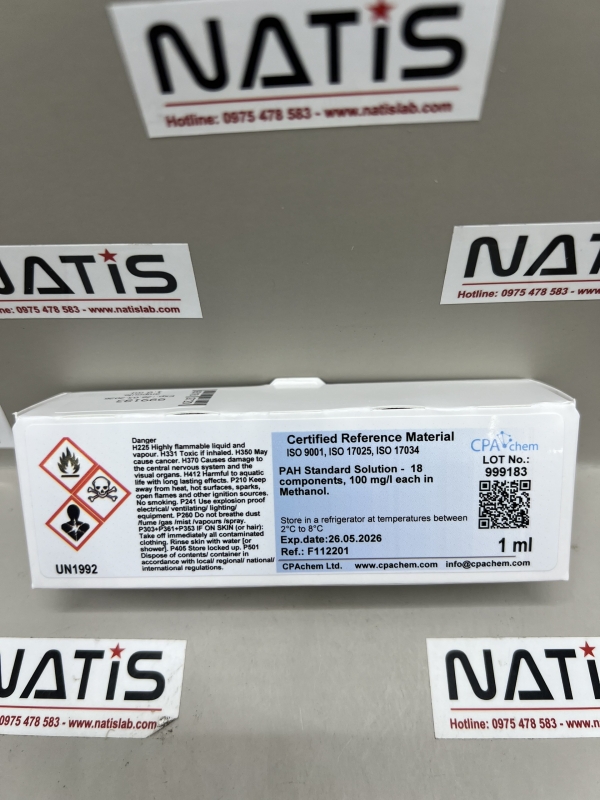 NATIS
Hotline: 0975 478 583 - www.natislab.com
NATIS
0975 478 583 - www.natislab.com
NAT
Hotline: 0975 478 583 - www
999183
Danger
H225 Highly flammable liquid and
vapour. H331 Toxic if inhaled. H350 May
cause cancer. H370 Causes damage to
the central nervous system and the
visual organs. H412 Harmful to aquatic
life with long lasting effects. P210 Keep
away from heat, hot surfaces, sparks,
open flames and other ignition sources.
No smoking. P241 Use explosion proof
electrical/ ventilating/ lighting/
equipment.
P260 Do not breathe dust
/fume /gas /mist /vapours /spray.
P303+P361+P353 IF ON SKIN (or hair):
Take off immediately all contaminated
clothing. Rinse skin with water [or
shower]. P405 Store locked up. P501
Dispose of contents/ container in
accordance with local/ regional/ national/
international regulations.
UN1992
Certified Reference Material
ISO 9001, ISO 17025, ISO 17034
PAH Standard Solution - 18
components, 100 mg/l each in
Methanol.
Store in a refrigerator at temperatures between
2°C to 8°C
Exp.date:26.05.2026
Ref.: F112201
CPAchem
LOT No.:
999183
1 ml
CPAchem Ltd. www.cpachem.com info@cpachem.com
NATIS
0975 478 583 - www.natislab.com
NATIS
Hotline: 0975 478 583 - www.natislab